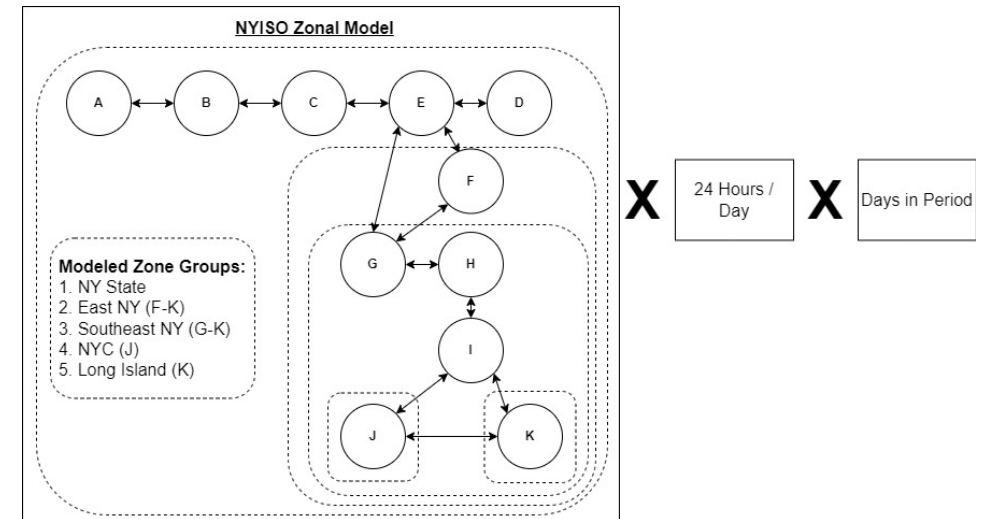 NYISO Zonal Model
A
B
C
E
D
F
G
H
I
J
K
Modeled Zone Groups:
1. NY State
2. East NY (F-K)
3. Southeast NY (G-K)
4. NYC (J)
5. Long Island (K)
X
24 Hours /
Day
X
Days in Period